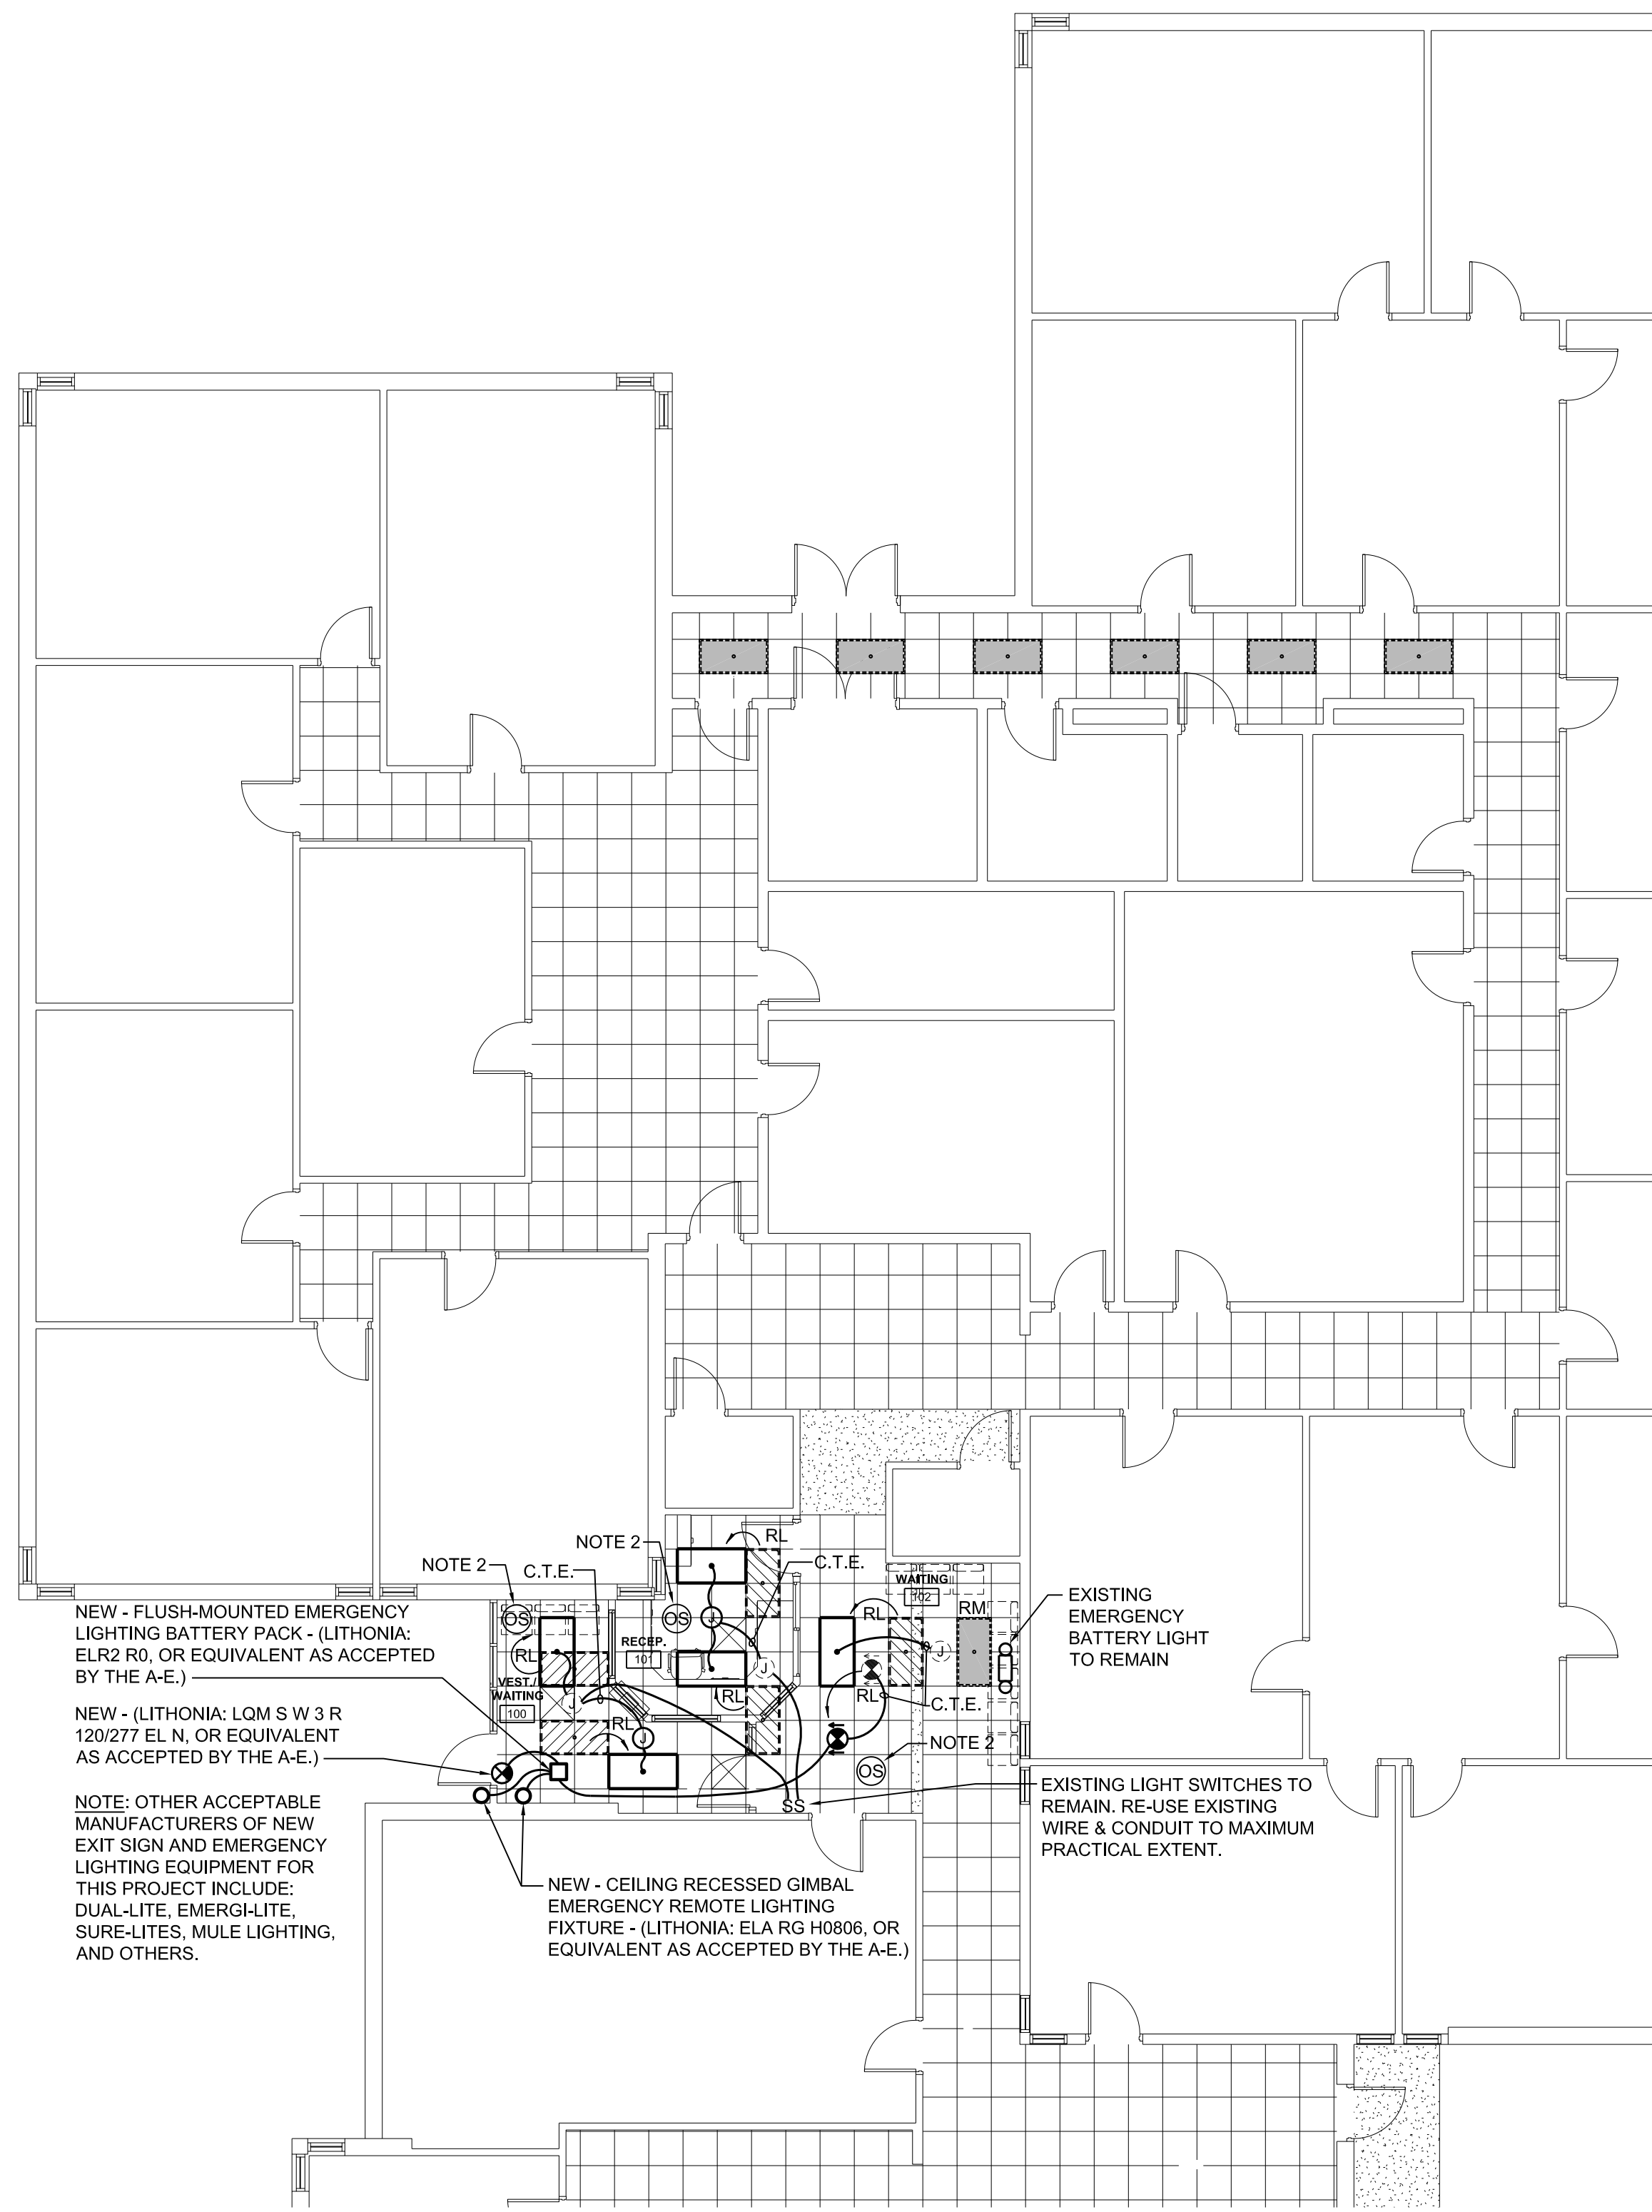 NOTE 2
RL
NOTE 2
C.T.E.
C.T.E.
WAITING
102
RM
EXISTING
EMERGENCY
BATTERY LIGHT
TO REMAIN
NEW - FLUSH-MOUNTED EMERGENCY
LIGHTING BATTERY PACK - (LITHONIA:
ELR2 R0, OR EQUIVALENT AS ACCEPTED
BY THE A-E.)
OS
OS
J
RL
RECEP.
101
RL
J
J
VEST./
WAITING
100
J
RL
RL
RL
C.T.E.
NEW - (LITHONIA: LQM S W 3 R
120/277 EL N, OR EQUIVALENT
AS ACCEPTED BY THE A-E.)
J
NOTE 2
OS
SS
NOTE: OTHER ACCEPTABLE
MANUFACTURERS OF NEW
EXIT SIGN AND EMERGENCY
LIGHTING EQUIPMENT FOR
THIS PROJECT INCLUDE:
DUAL-LITE, EMERGI-LITE,
SURE-LITES, MULE LIGHTING,
AND OTHERS.
EXISTING LIGHT SWITCHES TO
REMAIN. RE-USE EXISTING
WIRE & CONDUIT TO MAXIMUM
PRACTICAL EXTENT.
NEW - CEILING RECESSED GIMBAL
EMERGENCY REMOTE LIGHTING
FIXTURE - (LITHONIA: ELA RG H0806, OR
EQUIVALENT AS ACCEPTED BY THE A-E.)